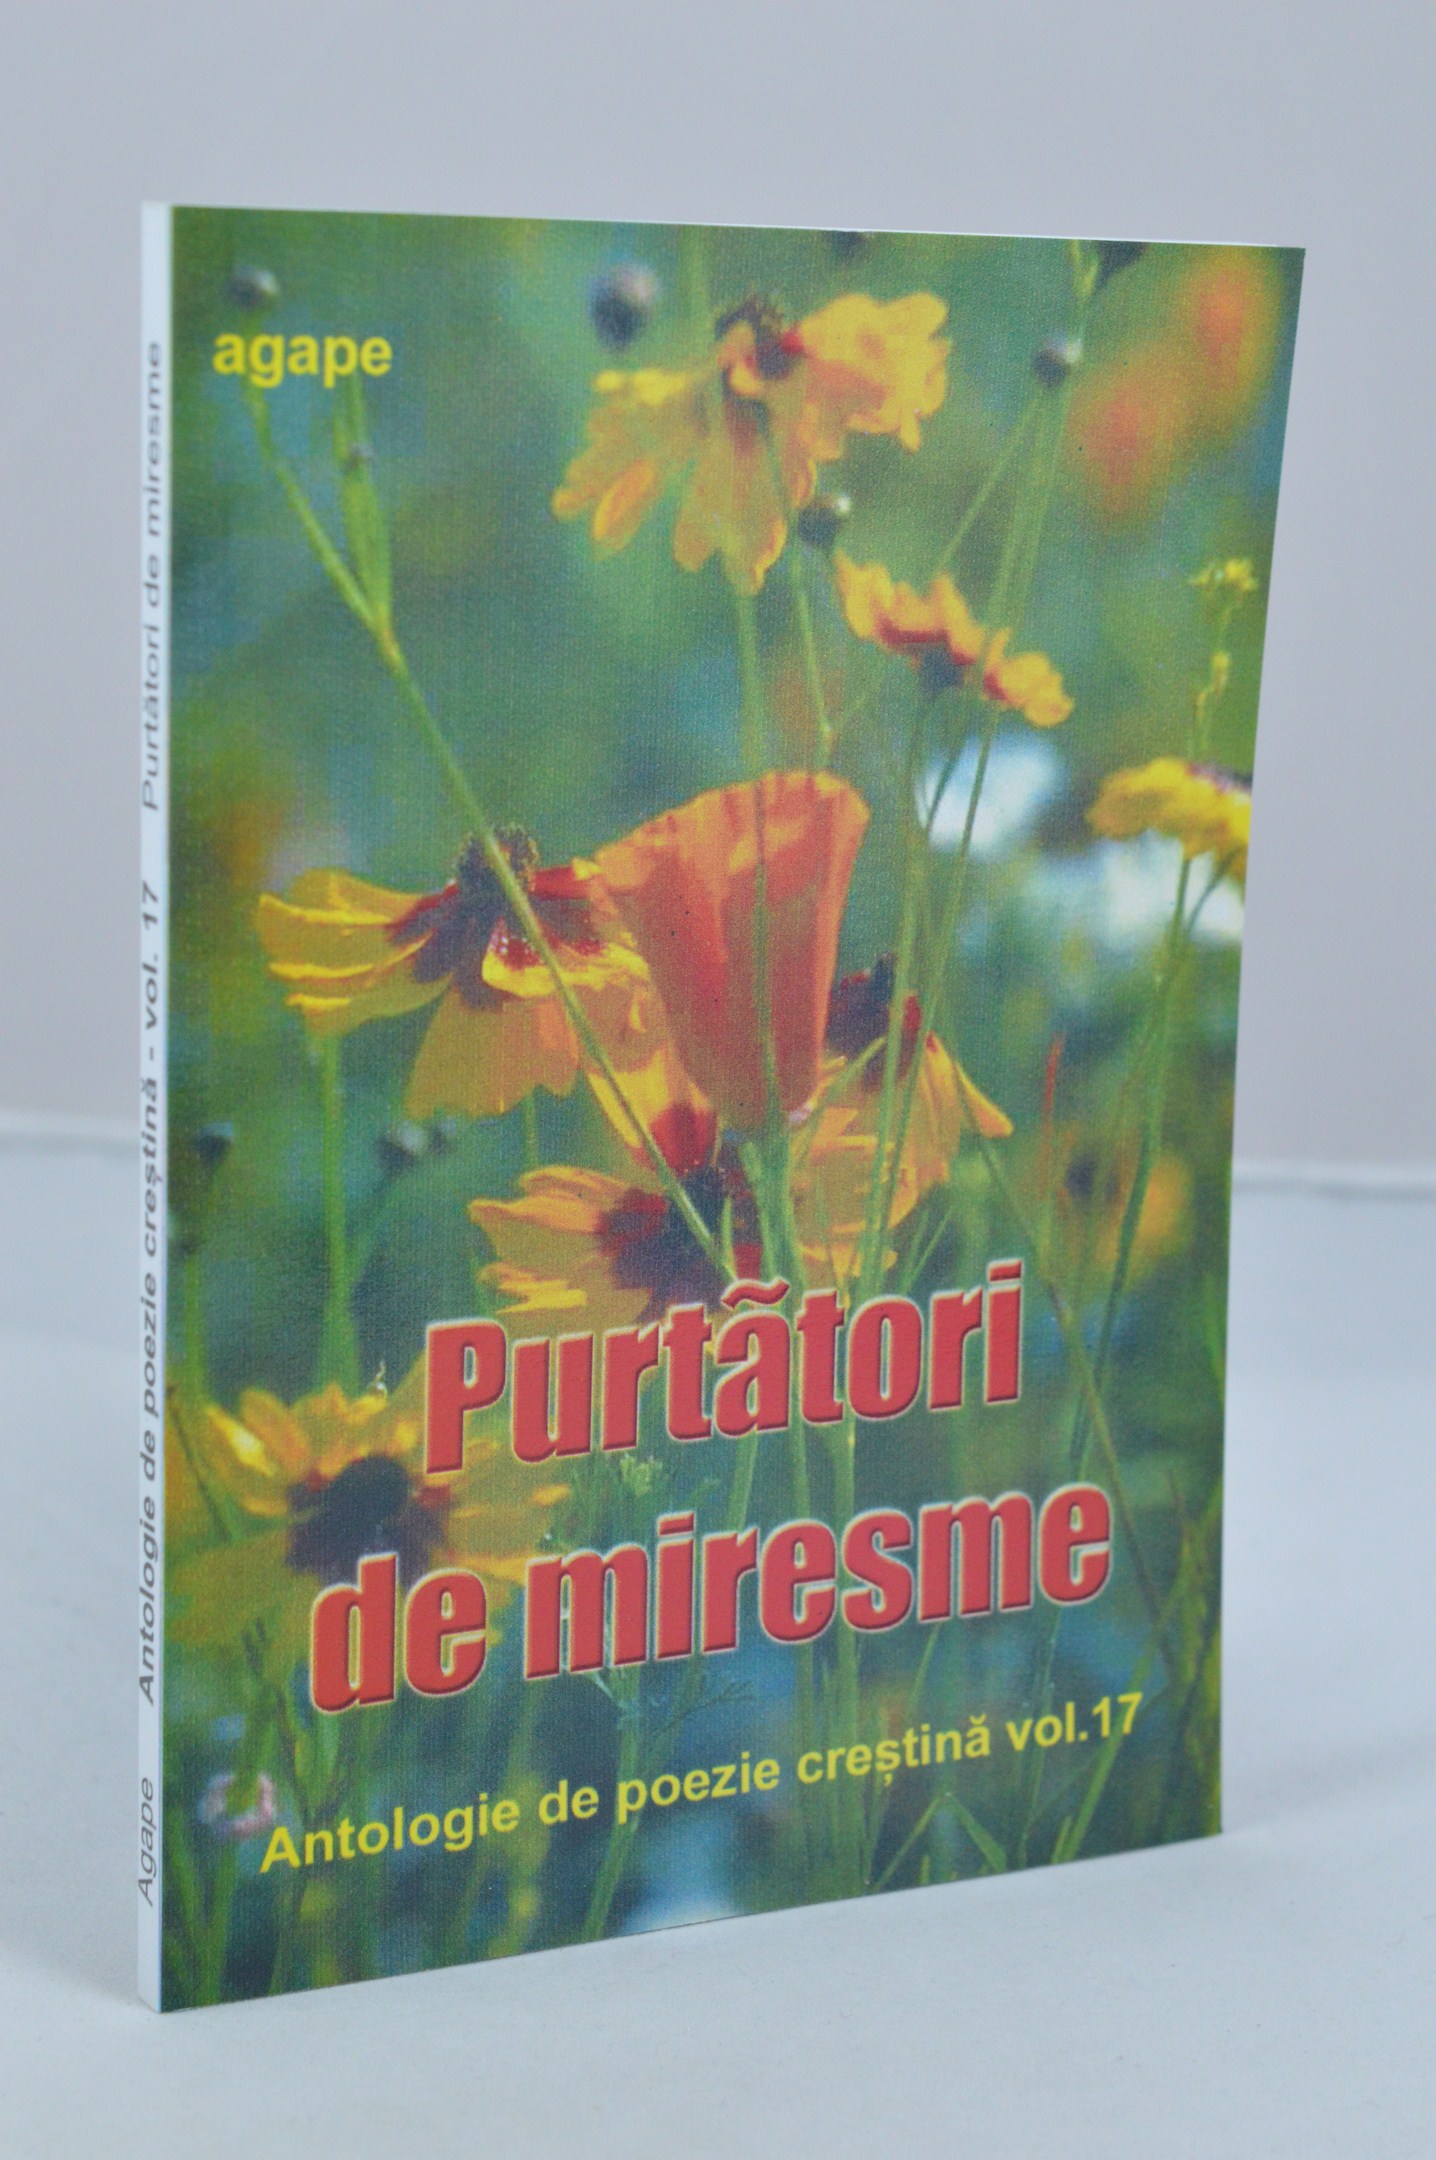 agape
Purtãtori
de miresme
Antologie de poezie creștină vol.17
Agape Antologie de poezie creștină - vol. 17 Purtători de miresme